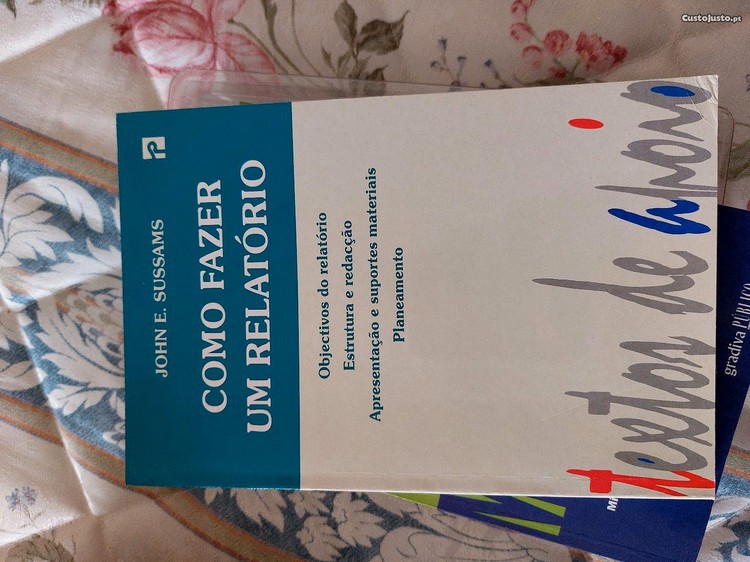 CustoJusto.pt
JOHN E. SUSSAMS
COMO FAZER
UM RELATÓRIO
Objectivos do relatório
Estrutura e redacção
Apresentação e suportes materiais
Planeamento
textos de apoio
gradiva PÚBLICO